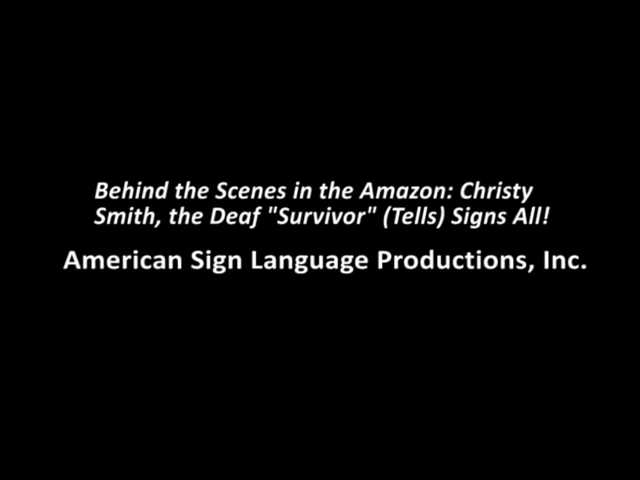 Behind the Scenes in the Amazon: Christy
Smith, the Deaf "Survivor" (Tells) Signs All!
American Sign Language Productions, Inc.